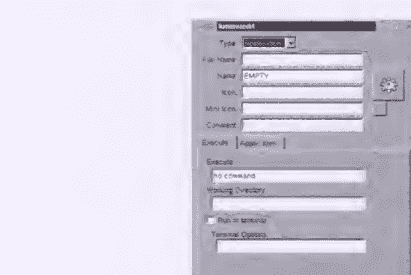 Type
File Name
Name EMPTY
Icon
Mini Icon
Comment
Execute
Execute
no command
Working Directory
Run in terminal
Terminal Options